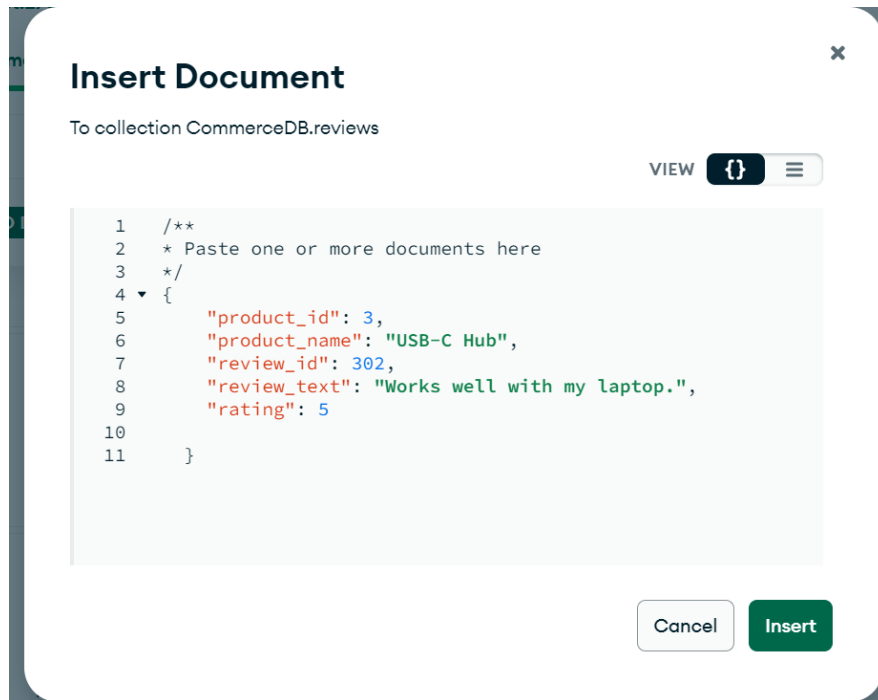 Insert Document
To collection CommerceDB.reviews
VIEW {}
1 /**
2 * Paste one or more documents here
3 */
4 {
5 "product_id": 3,
6 "product_name": "USB-C Hub",
7 "review_id": 302,
8 "review_text": "Works well with my laptop.",
9 "rating": 5
10
11 }
Cancel Insert